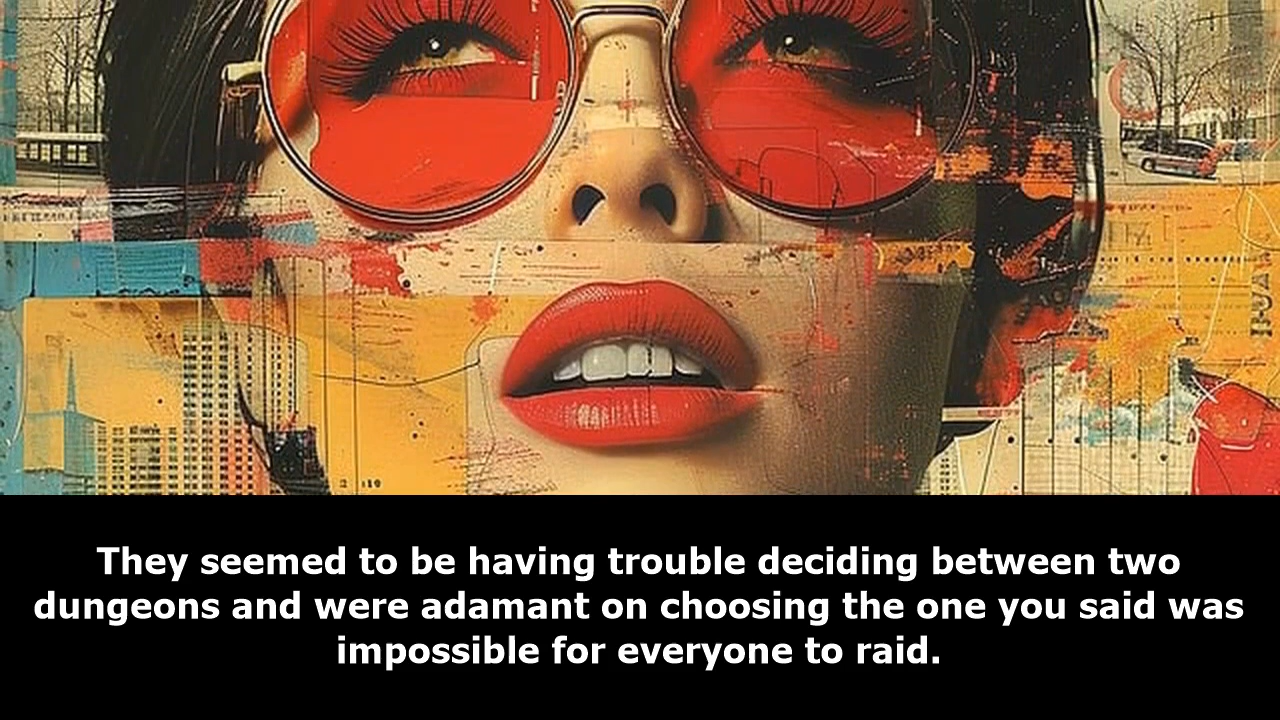 They seemed to be having trouble deciding between two
dungeons and were adamant on choosing the one you said was
impossible for everyone to raid.